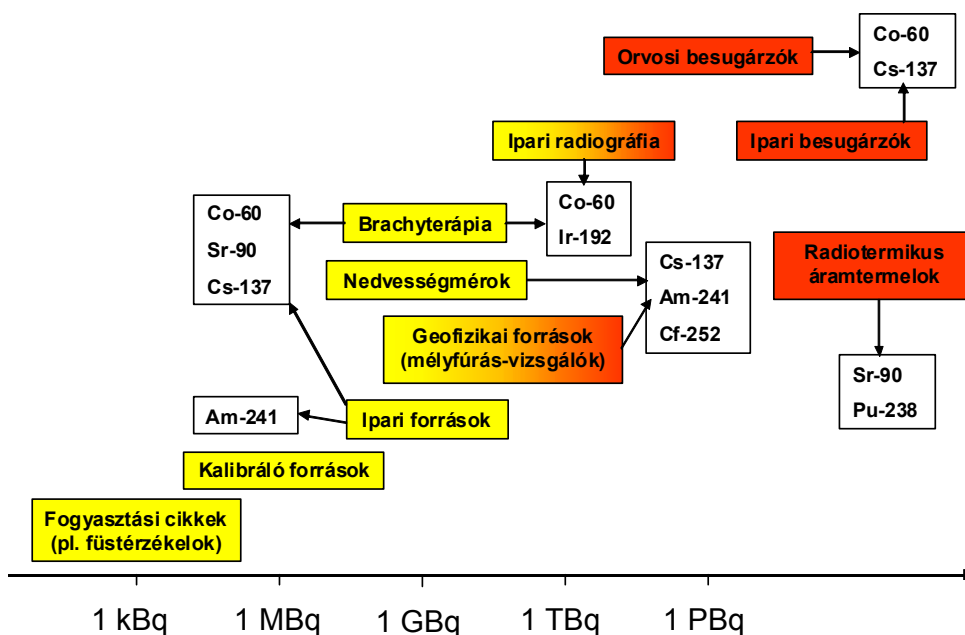 Orvosi besugárzók
Co-60
Cs-137
Ipari radiográfia
Ipari besugárzók
Co-60
Sr-90
Cs-137
Brachyterápia
Co-60
Ir-192
Nedvességmérok
Cs-137
Am-241
Cf-252
Radiotermikus
áramtermelok
Geofizikai források
(mélyfúrás-vizsgálók)
Sr-90
Pu-238
Am-241
Ipari források
Kalibráló források
Fogyasztási cikkek
(pl. füstérzékelok)
1 kBq
1 MBq
1 GBq
1 TBq
1 PBq